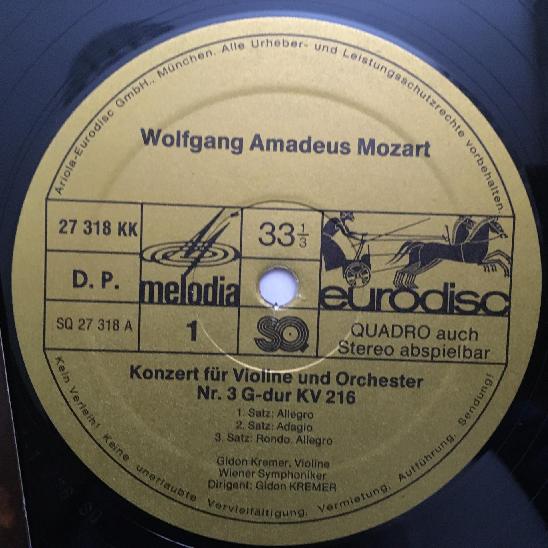 Ariola-Eurodisc GmbH., München. Alle Urheber- und Leistungsschutzrechte vorbehalten.
Wolfgang Amadeus Mozart
27 318 KK
D. P.
SQ 27 318 A
melodia
1
33 1/3
SQ
eurodisc
QUADRO auch
Stereo abspielbar
Konzert für Violine und Orchester
Nr. 3 G-dur KV 216
1. Satz: Allegro
2. Satz: Adagio
3. Satz: Rondo. Allegro
Gidon Kremer, Violine
Wiener Symphoniker
Dirigent: Gidon KREMER
Kein Verleih! Keine unerlaubte Vervielfältigung, Vermietung, Aufführung, Sendung!